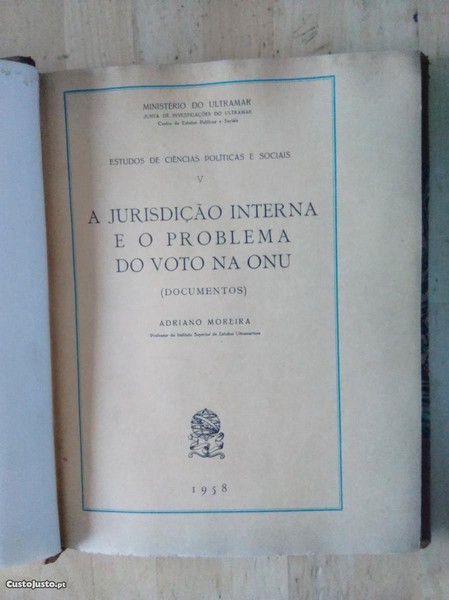 MINISTÉRIO DO ULTRAMAR
JUNTA DE INVESTIGAÇÕES DO ULTRAMAR
Centro de Estudos Políticos e Sociais
ESTUDOS DE CIÊNCIAS POLÍTICAS E SOCIAIS
V
A JURISDIÇÃO INTERNA
E O PROBLEMA
DO VOTO NA ONU
(DOCUMENTOS)
ADRIANO MOREIRA
Professor do Instituto Superior de Estudos Ultramarinos
1958
CustoJusto.pt